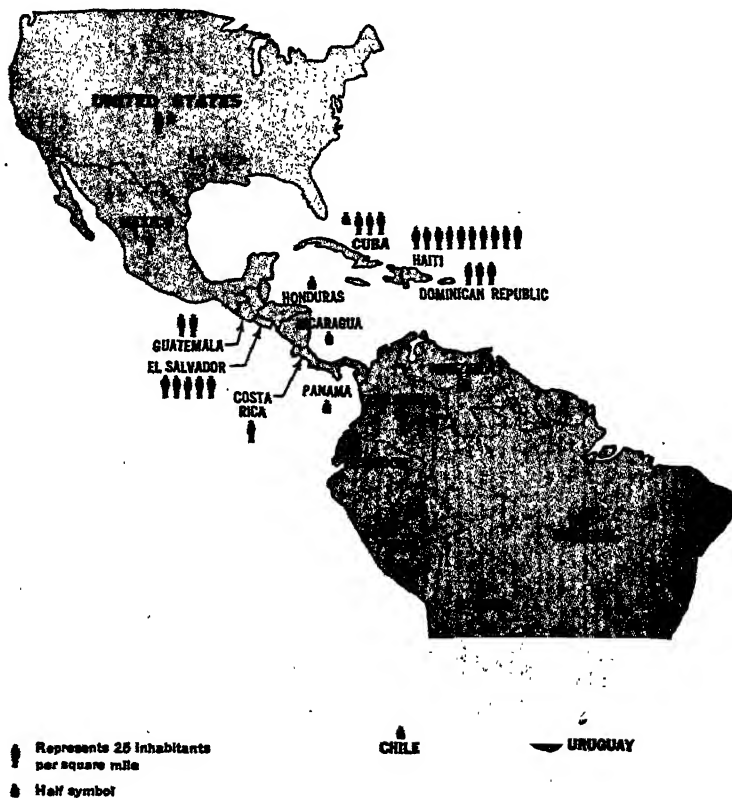 UNITED STATES
MEXICO
CUBA
HAITI
DOMINICAN REPUBLIC
HONDURAS
NICARAGUA
GUATEMALA
EL SALVADOR
COSTA
RICA
PANAMA
CHILE
URUGUAY
Represents 25 inhabitants
per square mile
Half symbol